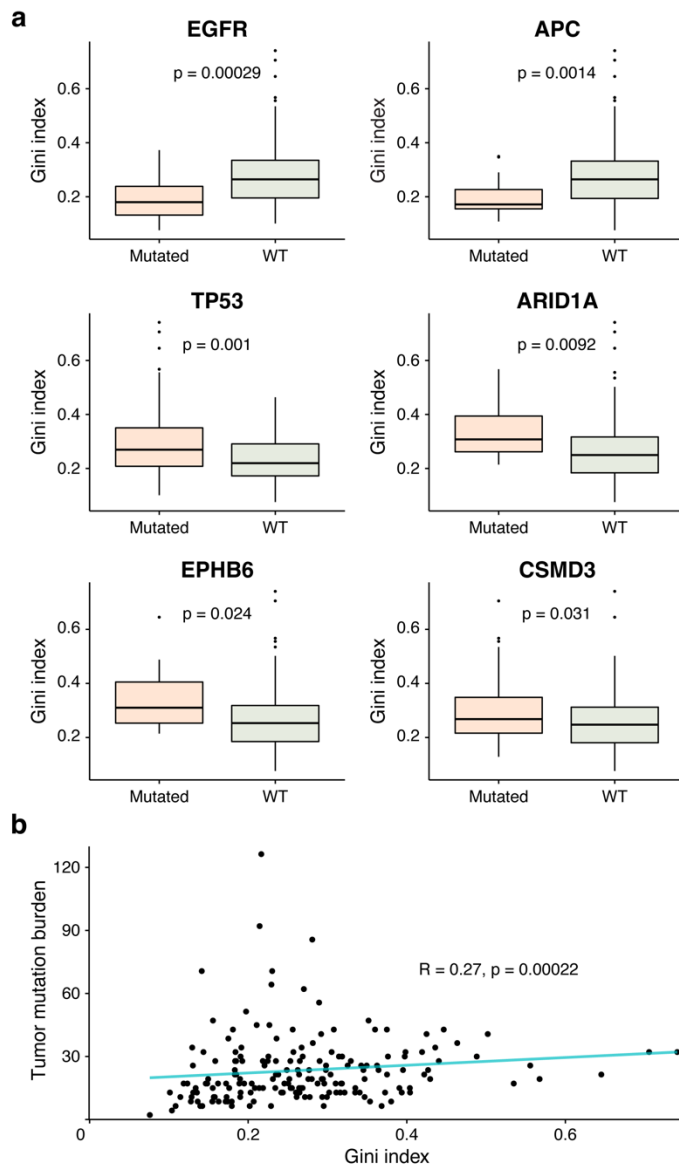 a
EGFR
APC
p = 0.00029
p = 0.0014
Gini index
0.6
0.4
0.2
Gini index
0.6
0.4
0.2
Mutated WT
Mutated WT
TP53
ARID1A
p = 0.001
p = 0.0092
Gini index
0.6
0.4
0.2
Gini index
0.6
0.4
0.2
Mutated WT
Mutated WT
EPHB6
CSMD3
p = 0.024
p = 0.031
Gini index
0.6
0.4
0.2
Gini index
0.6
0.4
0.2
Mutated WT
Mutated WT
b
Tumor mutation burden
120
90
60
30
R = 0.27, p = 0.00022
0 0.2 0.4 0.6
Gini index